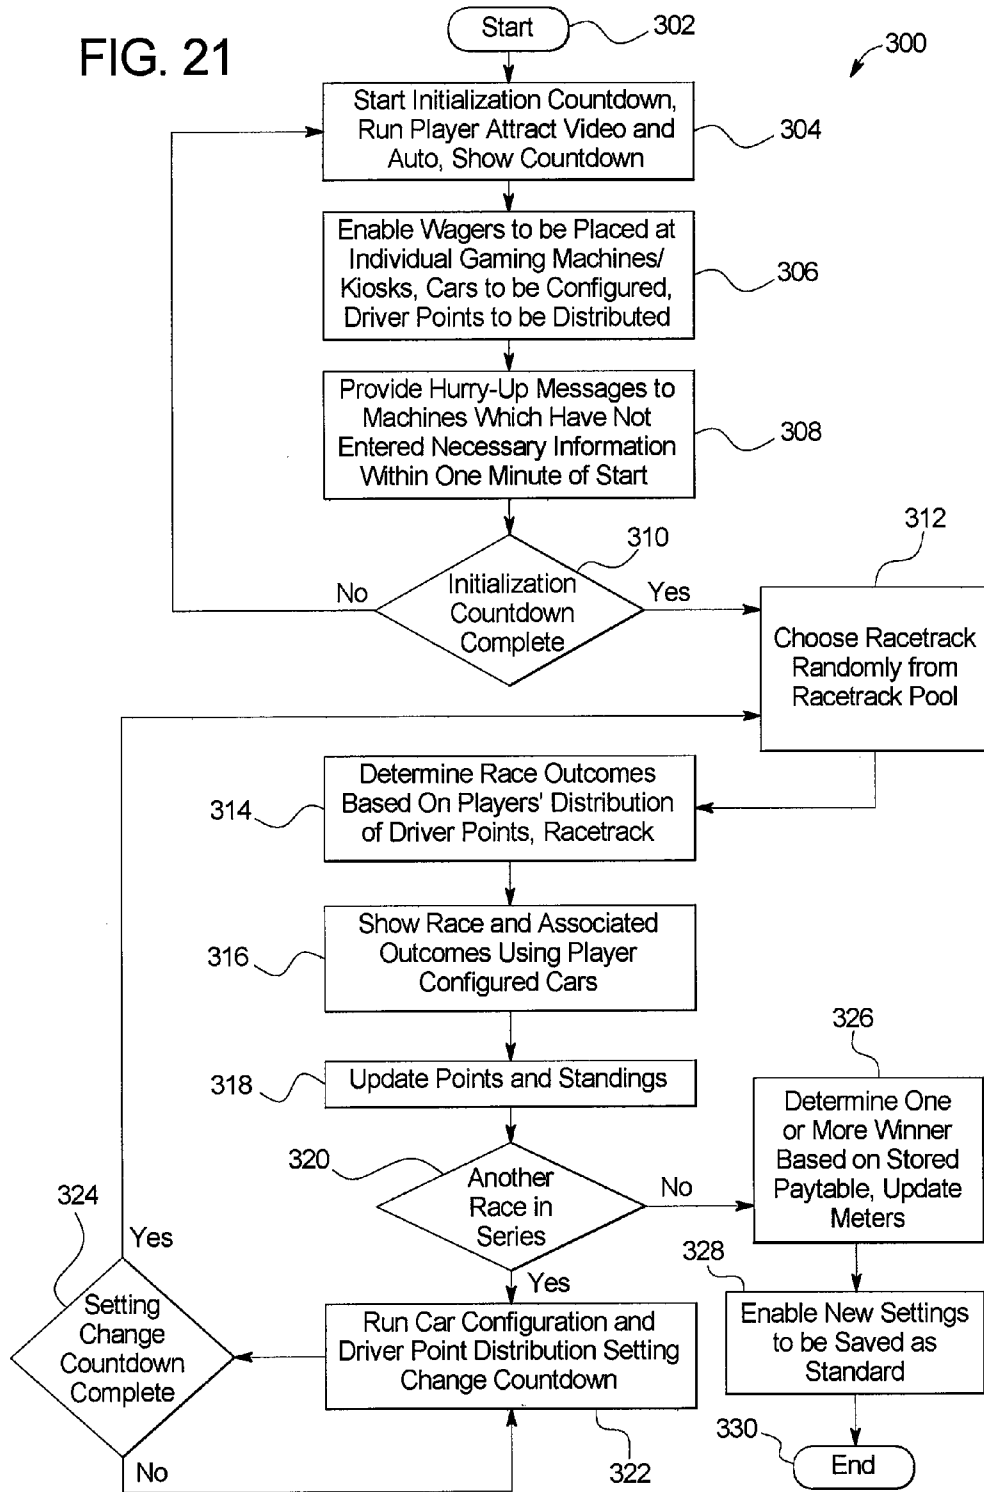 FIG. 21
Start
302
300
Start Initialization Countdown,
Run Player Attract Video and
Auto, Show Countdown
304
Enable Wagers to be Placed at
Individual Gaming Machines/
Kiosks, Cars to be Configured,
Driver Points to be Distributed
306
Provide Hurry-Up Messages to
Machines Which Have Not
Entered Necessary Information
Within One Minute of Start
308
310
Initialization
Countdown
Complete
No
Yes
312
Choose Racetrack
Randomly from
Racetrack Pool
314
Determine Race Outcomes
Based On Players' Distribution
of Driver Points, Racetrack
316
Show Race and Associated
Outcomes Using Player
Configured Cars
318
Update Points and Standings
320
Another
Race in
Series
No
Yes
326
Determine One
or More Winner
Based on Stored
Paytable, Update
Meters
324
Yes
Setting
Change
Countdown
Complete
No
Run Car Configuration and
Driver Point Distribution Setting
Change Countdown
322
328
Enable New Settings
to be Saved as
Standard
330
End